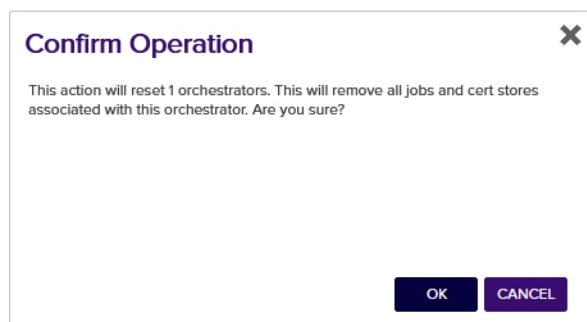 Confirm Operation
This action will reset 1 orchestrators. This will remove all jobs and cert stores
associated with this orchestrator. Are you sure?
OK
CANCEL